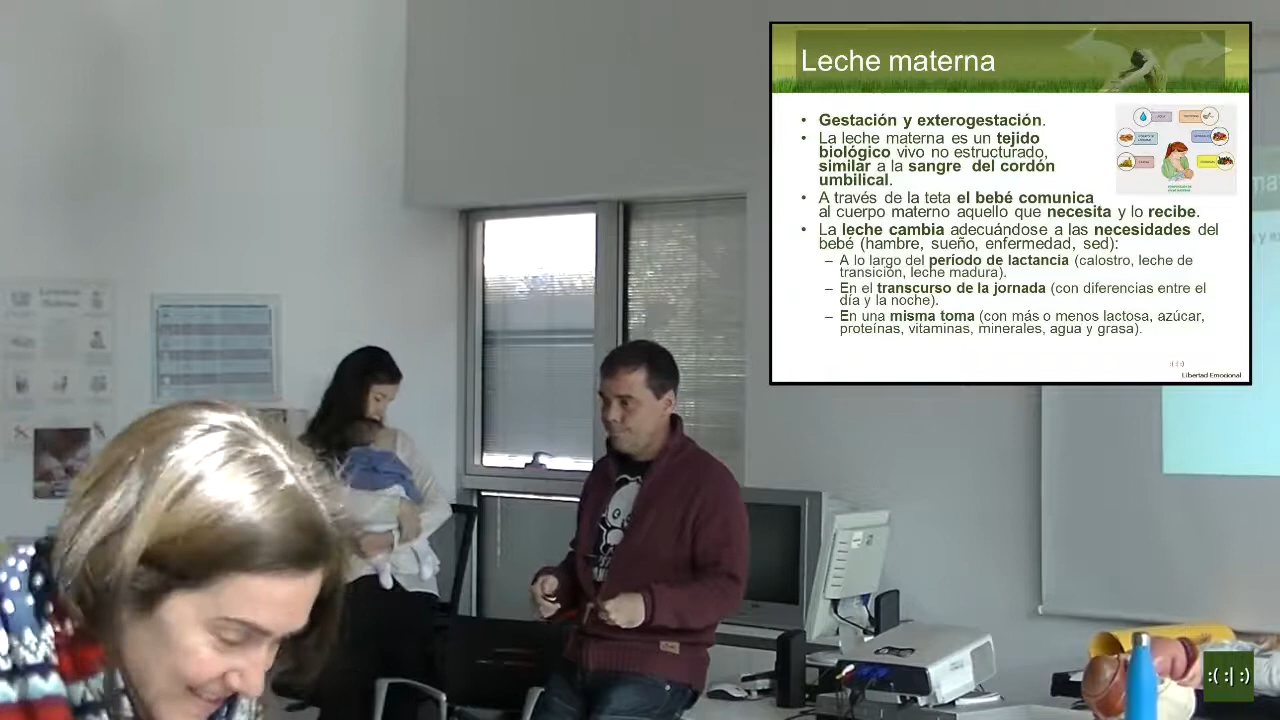 Leche materna
• Gestación y exterogestación.
• La leche materna es un tejido
biológico vivo no estructurado,
similar a la sangre del cordón
umbilical.
• A través de la teta el bebé comunica
al cuerpo materno aquello que necesita y lo recibe.
• La leche cambia adecuándose a las necesidades del
bebé (hambre, sueño, enfermedad, sed):
– A lo largo del período de lactancia (calostro, leche de
transición, leche madura).
– En el transcurso de la jornada (con diferencias entre el
día y la noche).
– En una misma toma (con más o menos lactosa, azúcar,
proteínas, vitaminas, minerales, agua y grasa).
:(:|:)
Libertad Emocional
:(:|:)